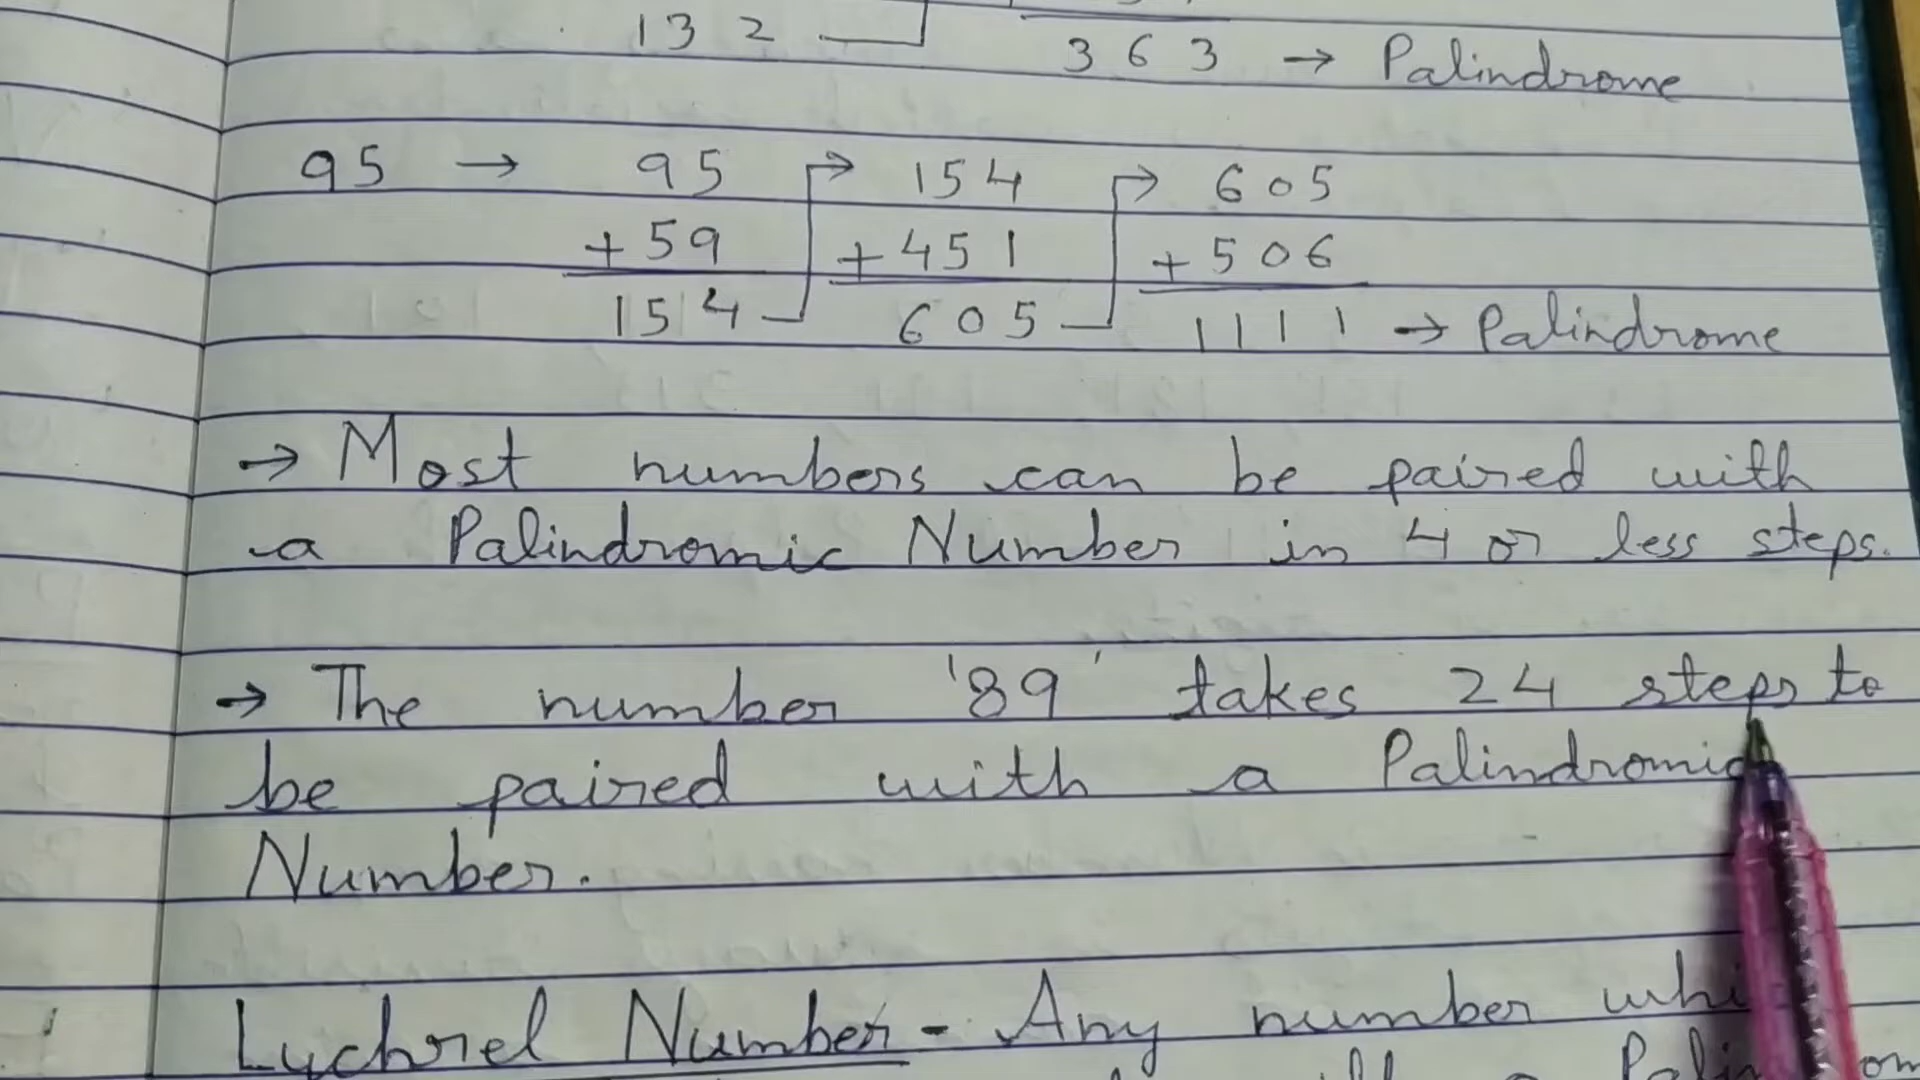 132
363 → Palindrome
95 → 95 → 154 → 605
+59 +451 +506
154 605 1111 → Palindrome
→ Most numbers can be paired with
a Palindromic Number in 4 or less steps.
→ The number '89' takes 24 steps to
be paired with a Palindromic
Number.
Lychrel Number - Any number